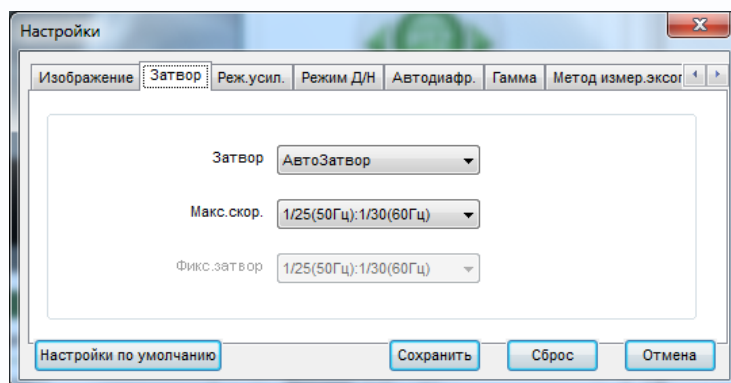 Настройки
Изображение Затвор Реж.усил. Режим Д/Н Автодиафр. Гамма Метод измер.экспог
Затвор АвтоЗатвор
Макс.скор. 1/25(50Гц):1/30(60Гц)
Фикс.затвор 1/25(50Гц):1/30(60Гц)
Настройки по умолчанию Сохранить Сброс Отмена